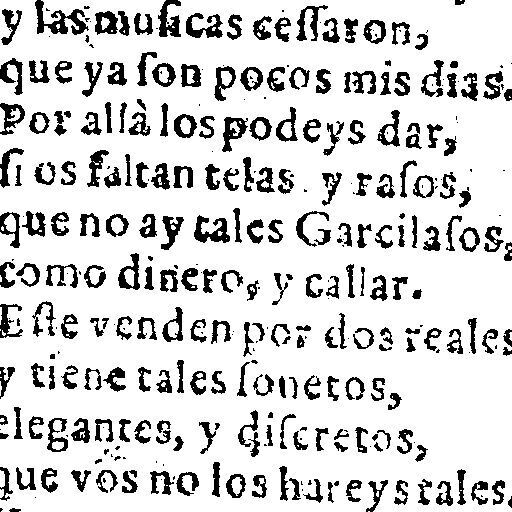 y las muſicas ceſſaron,
que ya ſon pocos mis dias.
Por allà los podeys dar,
ſi os faltan telas y raſos,
que no ay tales Garcilaſos,
como dinero, y callar.
Eſte venden por dos reales
y tiene tales ſonetos,
elegantes, y diſcretos,
que vos no los hareys tales.